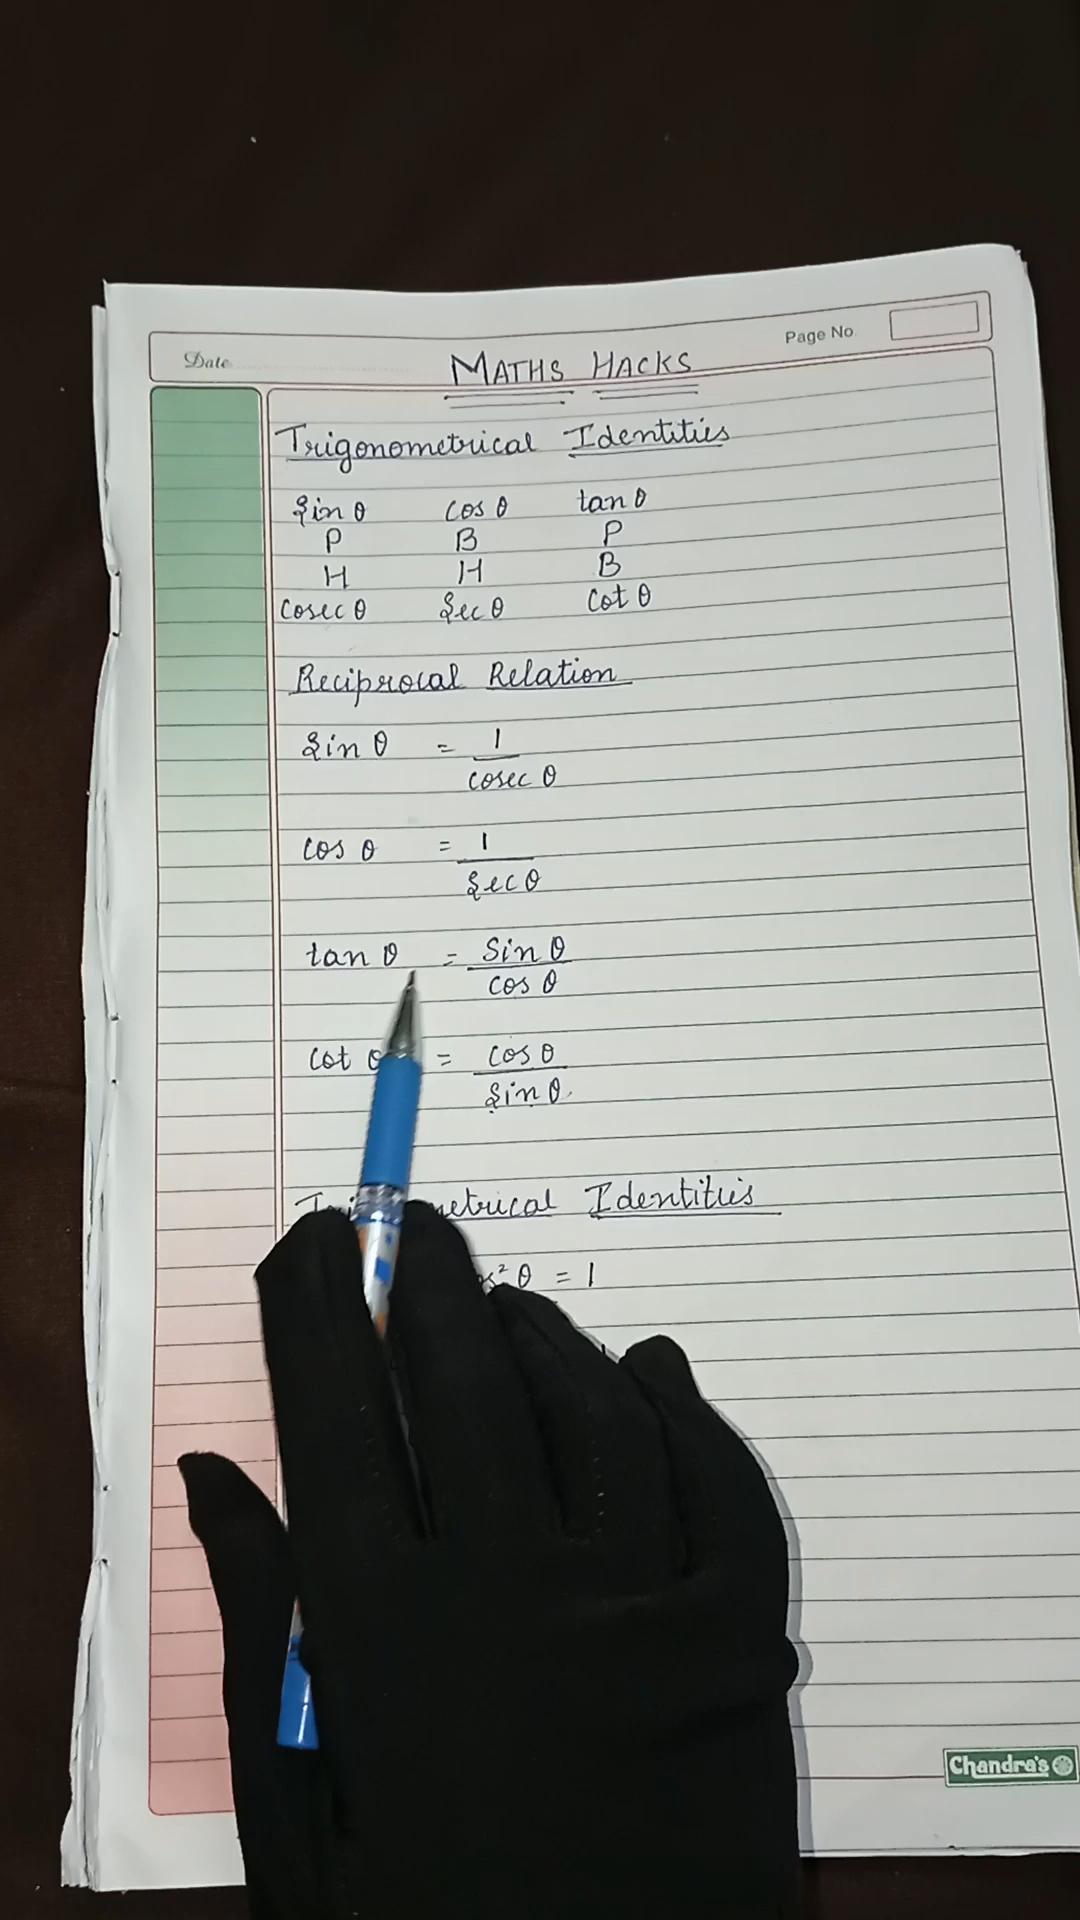 Date
Page No.
MATHS HACKS
Trigonometrical Identities
Sin θ cos θ tan θ
P B P
H H B
cosec θ Sec θ cot θ
Reciprocal Relation
Sin θ = 1
cosec θ
cos θ = 1
Sec θ
tan θ = Sin θ
cos θ
cot θ = cos θ
Sin θ
Identities
θ = 1
Chandra's